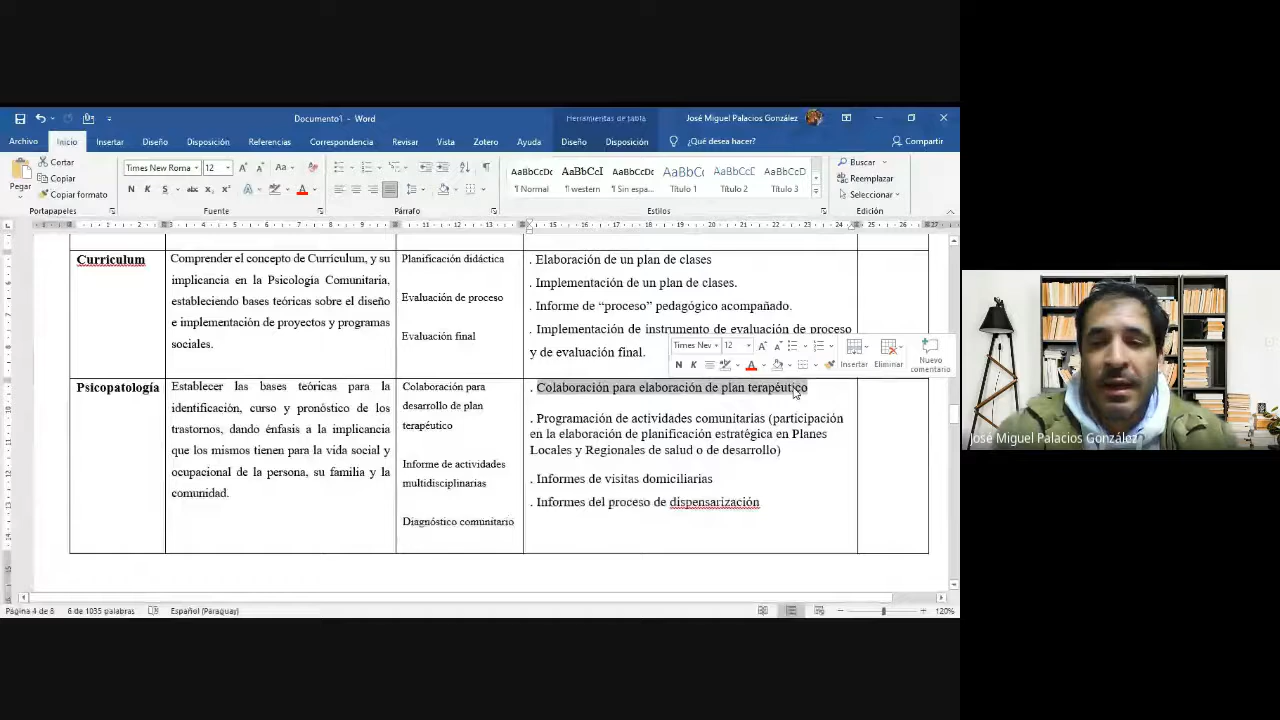 Documento1 - Word
Herramientas de tabla
José Miguel Palacios González
Archivo Inicio Insertar Diseño Disposición Referencias Correspondencia Revisar Vista Zotero Ayuda Diseño Disposición ¿Qué desea hacer? Compartir
Pegar
Cortar
Copiar
Copiar formato
Portapapeles
Times New Roma 12
Fuente
Párrafo
AaBbCcDc AaBbCcI AaBbCcDc AaBbCc AaBbCcD AaBbCcD
¶ Normal ¶ western ¶ Sin espa... Título 1 Título 2 Título 3
Estilos
Buscar
Reemplazar
Seleccionar
Edición
Curriculum
Comprender el concepto de Curriculum, y su
implicancia en la Psicología Comunitaria,
estableciendo bases teóricas sobre el diseño
e implementación de proyectos y programas
sociales.
Planificación didáctica
Evaluación de proceso
Evaluación final
. Elaboración de un plan de clases
. Implementación de un plan de clases.
. Informe de “proceso” pedagógico acompañado.
. Implementación de instrumento de evaluación de proceso
y de evaluación final.
Times Nev 12
N K
Insertar Eliminar Nuevo
comentario
Psicopatología
Establecer las bases teóricas para la
identificación, curso y pronóstico de los
trastornos, dando énfasis a la implicancia
que los mismos tienen para la vida social y
ocupacional de la persona, su familia y la
comunidad.
Colaboración para
desarrollo de plan
terapéutico
Informe de actividades
multidisciplinarias
Diagnóstico comunitario
. Colaboración para elaboración de plan terapéutico
. Programación de actividades comunitarias (participación
en la elaboración de planificación estratégica en Planes
Locales y Regionales de salud o de desarrollo)
. Informes de visitas domiciliarias
. Informes del proceso de dispensarización
Página 4 de 8 6 de 1035 palabras Español (Paraguay) 120%
José Miguel Palacios González